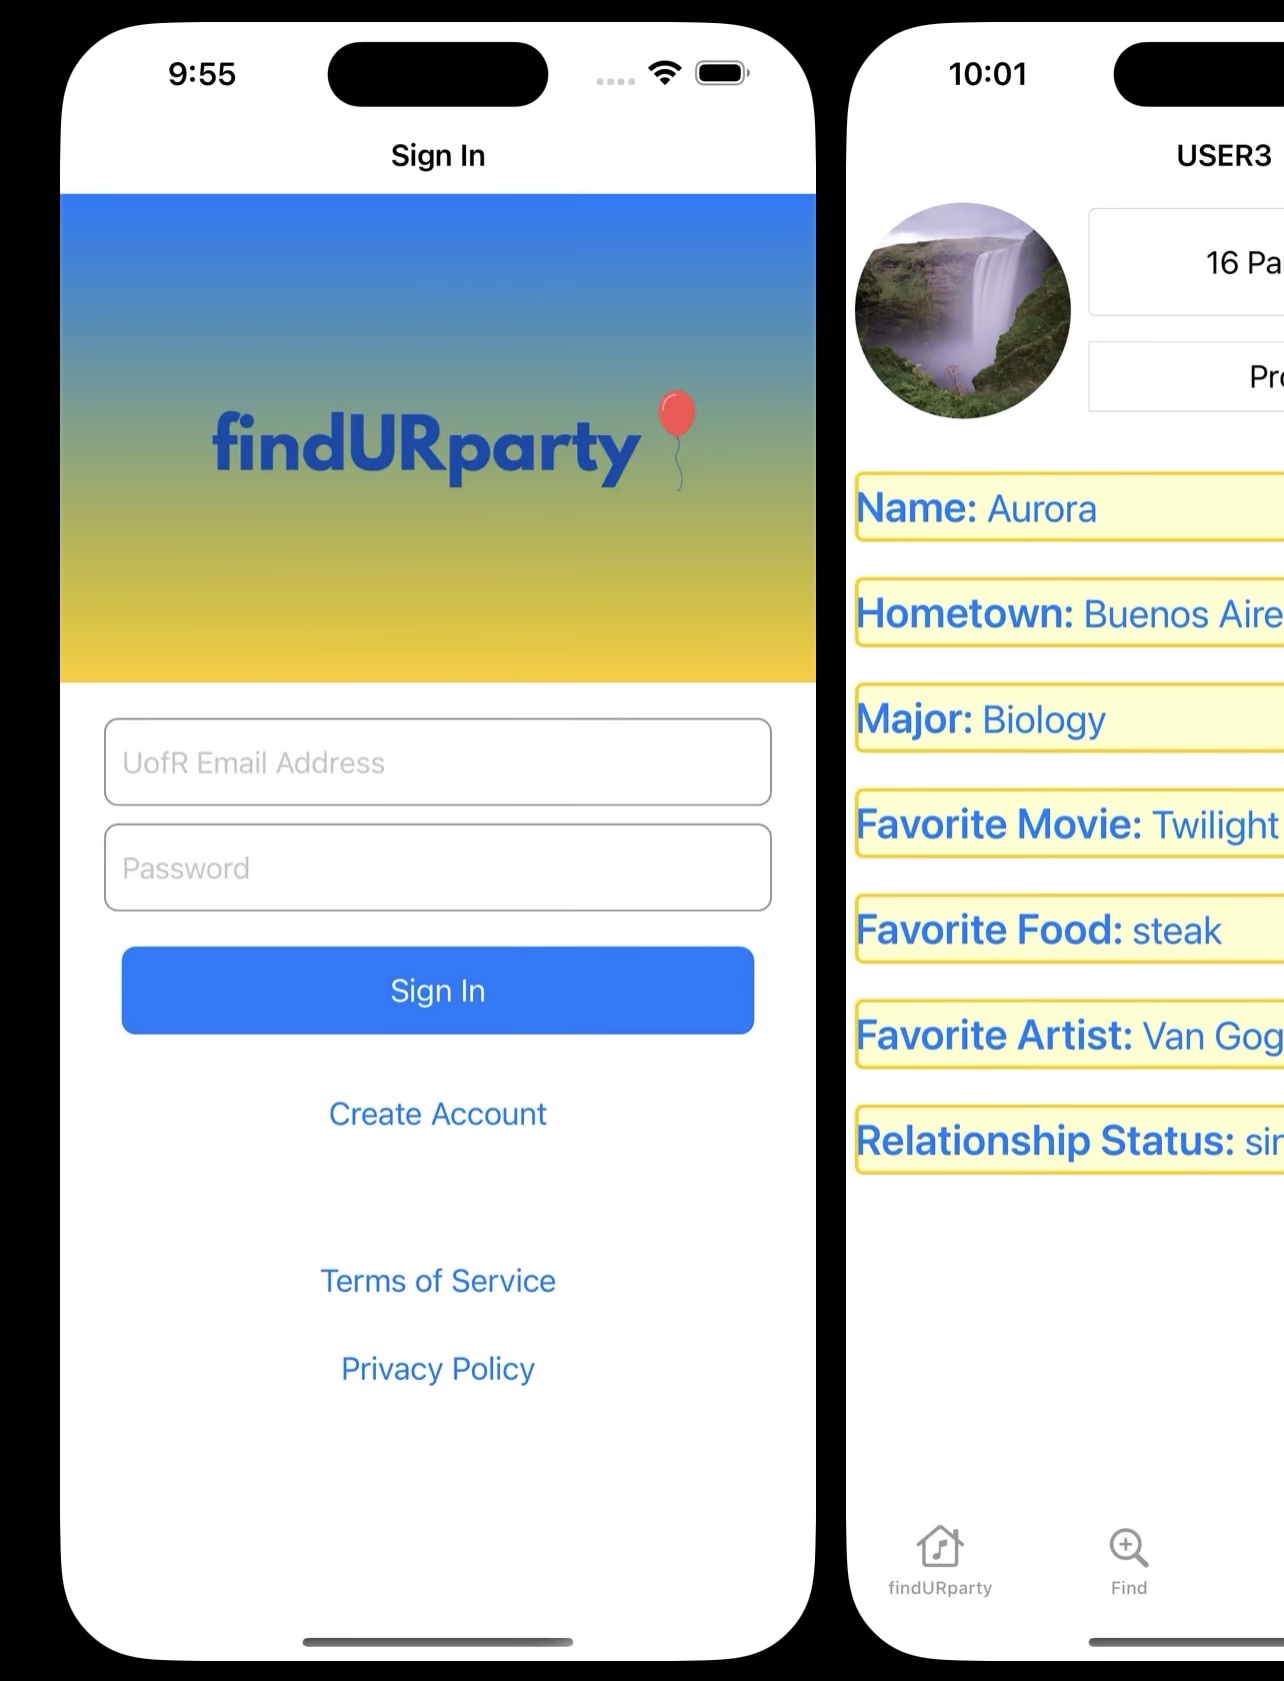 9:55
Sign In
findURparty
UofR Email Address
Password
Sign In
Create Account
Terms of Service
Privacy Policy
10:01
USER3
16 Pa
Pro
Name: Aurora
Hometown: Buenos Aire
Major: Biology
Favorite Movie: Twilight
Favorite Food: steak
Favorite Artist: Van Gog
Relationship Status: sin
findURparty
Find